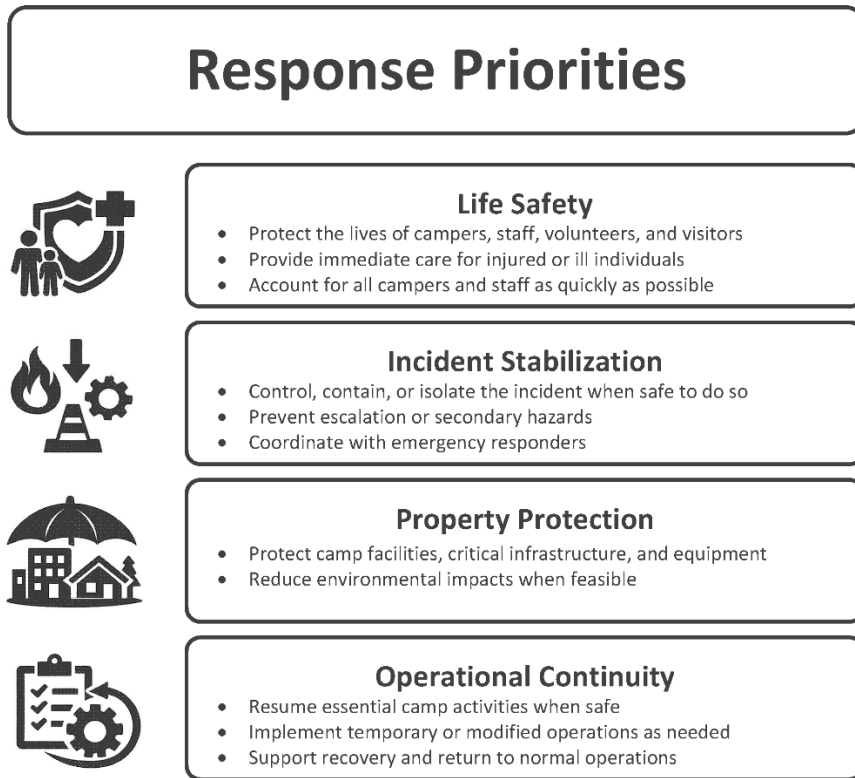 Response Priorities
Life Safety
• Protect the lives of campers, staff, volunteers, and visitors
• Provide immediate care for injured or ill individuals
• Account for all campers and staff as quickly as possible
Incident Stabilization
• Control, contain, or isolate the incident when safe to do so
• Prevent escalation or secondary hazards
• Coordinate with emergency responders
Property Protection
• Protect camp facilities, critical infrastructure, and equipment
• Reduce environmental impacts when feasible
Operational Continuity
• Resume essential camp activities when safe
• Implement temporary or modified operations as needed
• Support recovery and return to normal operations